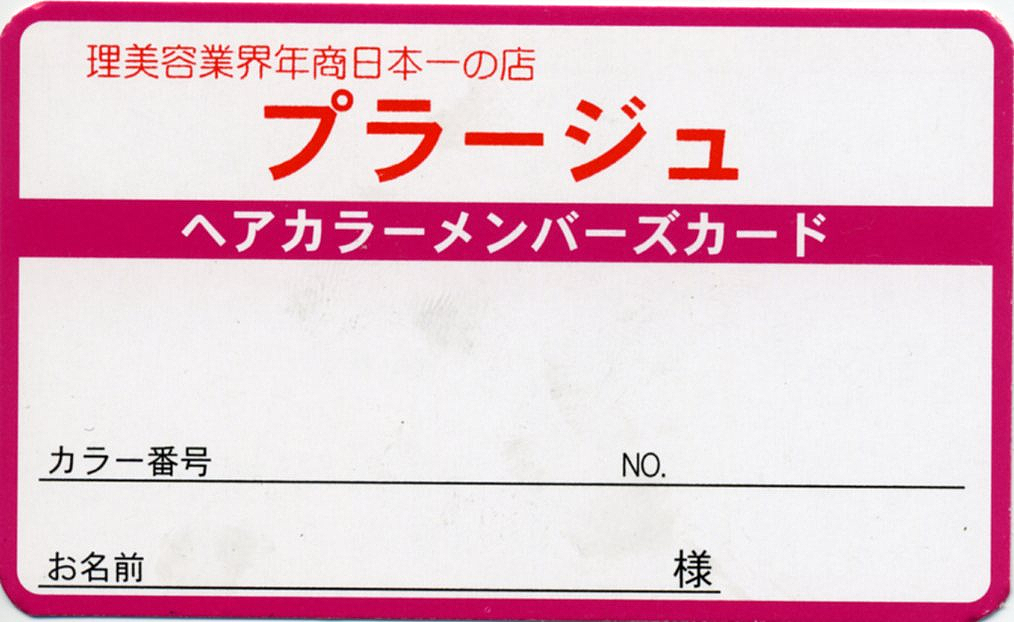 理美容業界年商日本一の店
プラージュ
ヘアカラーメンバーズカード
カラー番号 NO.
お名前 様